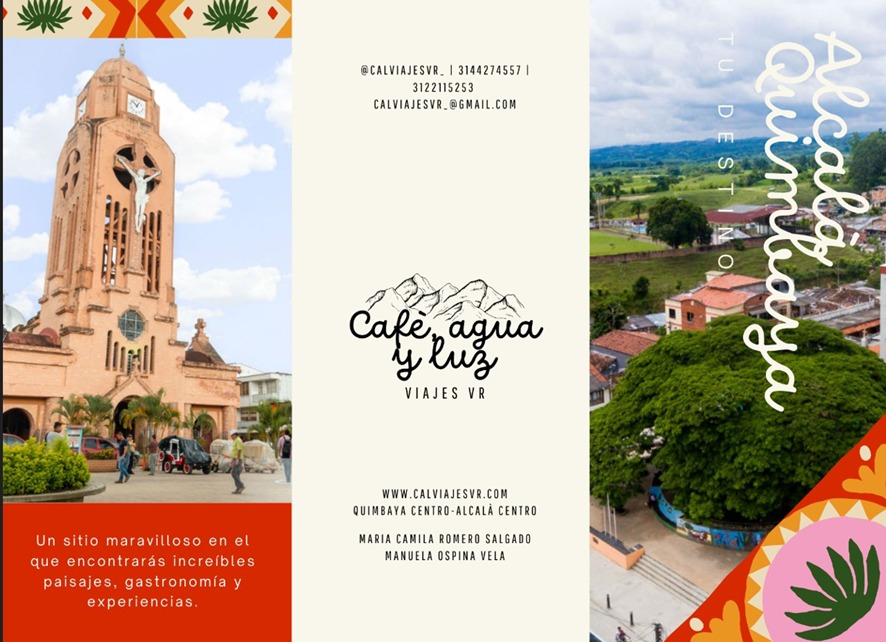 Un sitio maravilloso en el
que encontrarás increíbles
paisajes, gastronomía y
experiencias.
@CALVIAJESVR_ | 3144274557 |
3122115253
CALVIAJESVR_@GMAIL.COM
Cafè, agua
y luz
VIAJES VR
WWW.CALVIAJESVR.COM
QUIMBAYA CENTRO-ALCALÀ CENTRO
MARIA CAMILA ROMERO SALGADO
MANUELA OSPINA VELA
Alcalà
Quimbaya
TU DESTINO